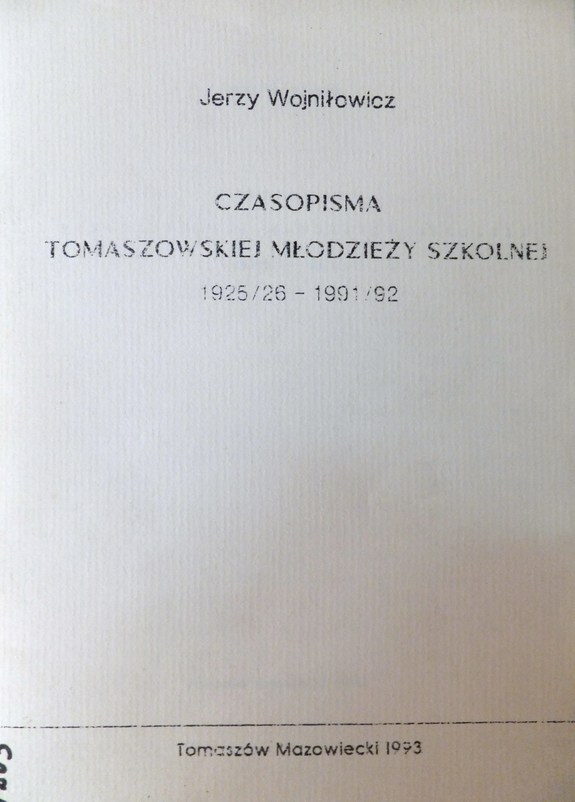 Jerzy Wojniłowicz
CZASOPISMA
TOMASZOWSKIEJ MŁODZIEŻY SZKOLNEJ
1925/26 – 1991/92
Tomaszów Mazowiecki 1993